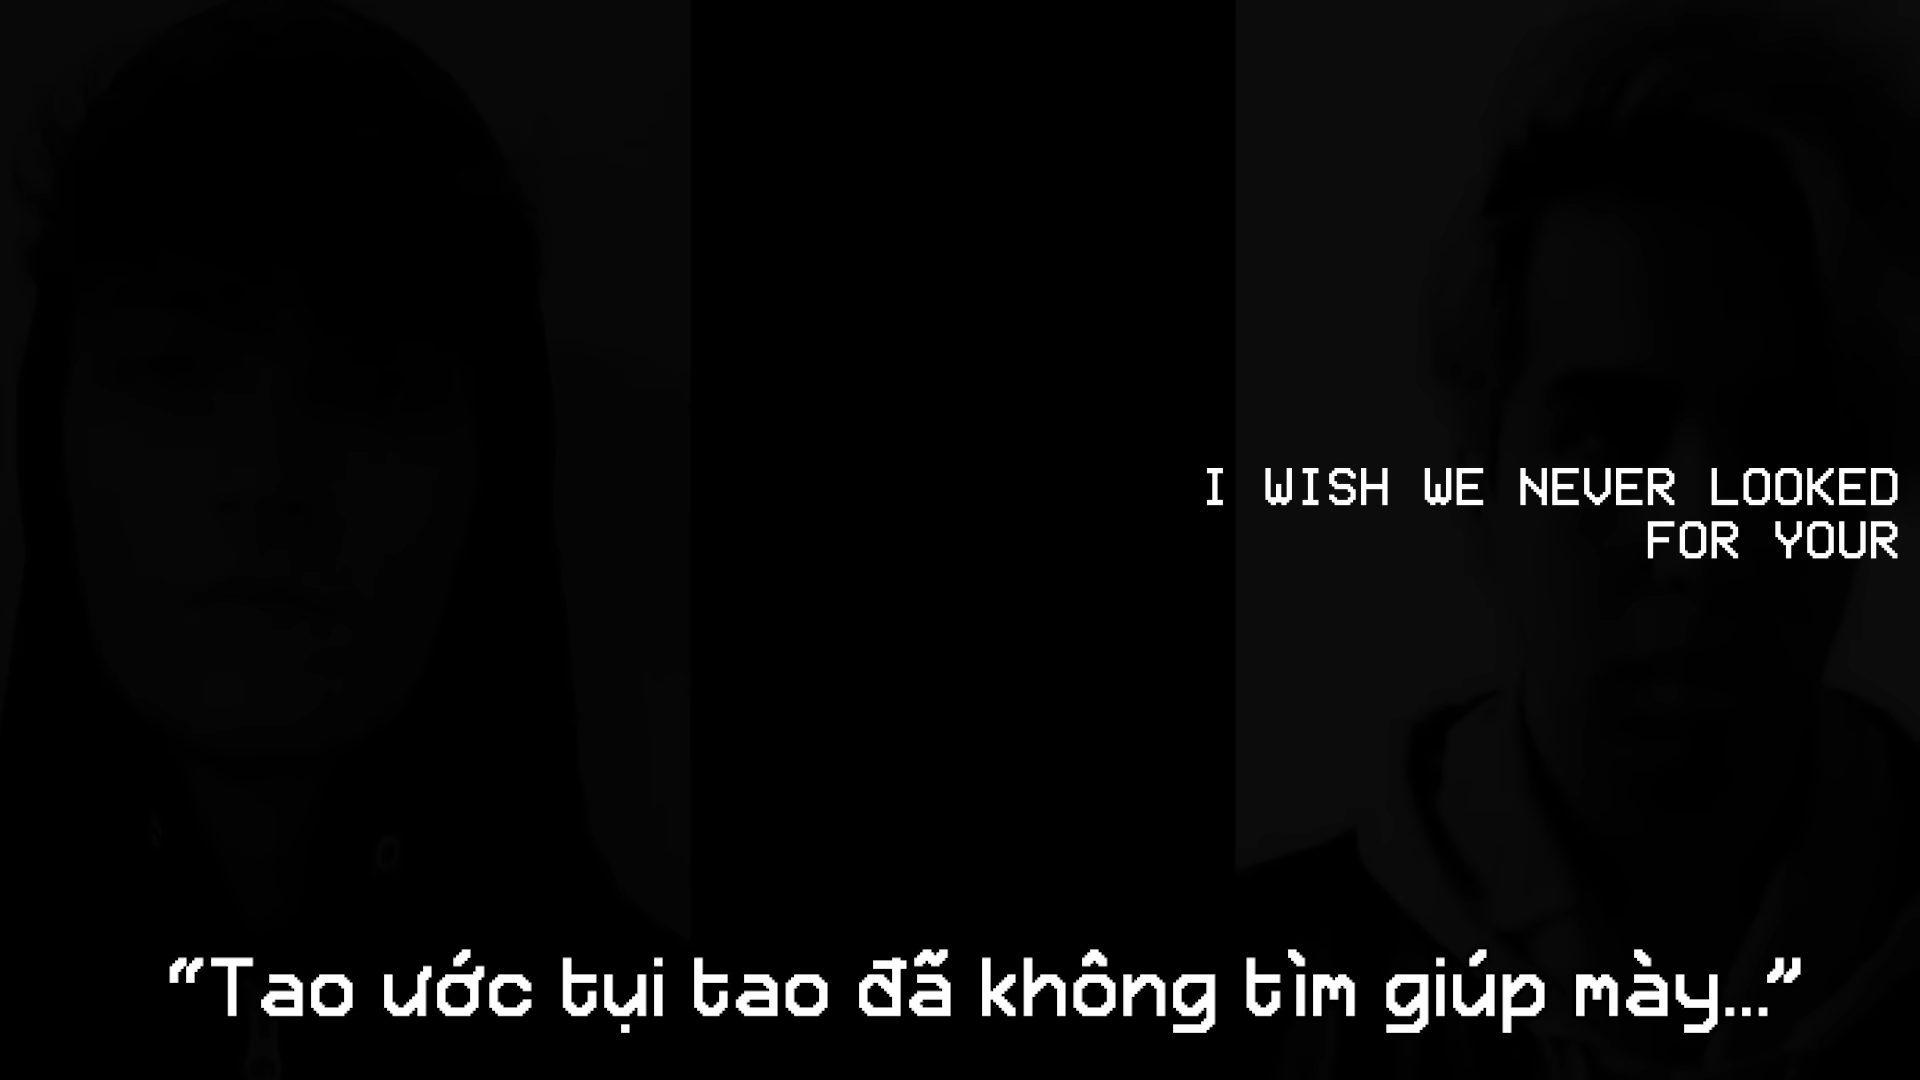 I WISH WE NEVER LOOKED
FOR YOUR
“Tao ước tụi tao đã không tìm giúp mày...”